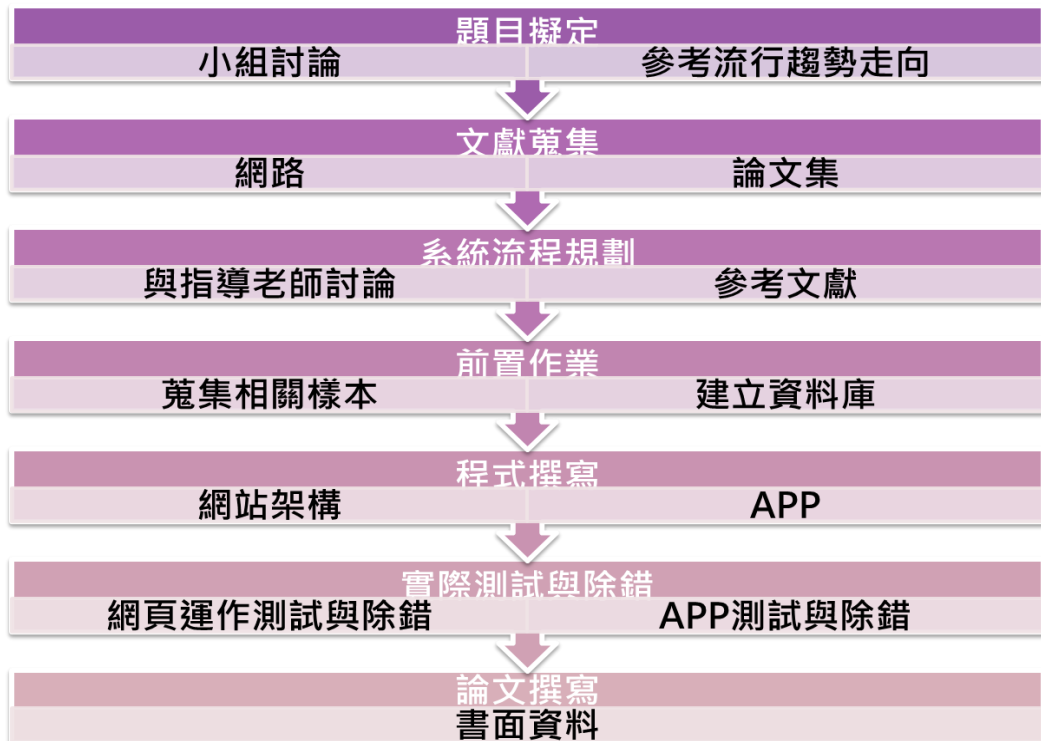 題目擬定
小組討論 參考流行趨勢走向
文獻蒐集
網路 論文集
系統流程規劃
與指導老師討論 參考文獻
前置作業
蒐集相關樣本 建立資料庫
程式撰寫
網站架構 APP
實際測試與除錯
網頁運作測試與除錯 APP測試與除錯
論文撰寫
書面資料